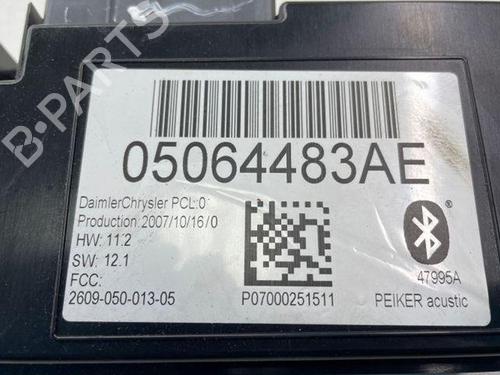 05064483AE
DaimlerChrysler PCL:0
Production: 2007/10/16/0
HW: 11.2
SW: 12.1
FCC:
2609-050-013-05
P07000251511
®
47995A
PEIKER acustic
B-PARTS